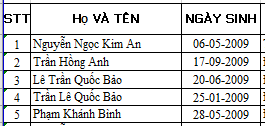 STT HỌ VÀ TÊN NGÀY SINH
1 Nguyễn Ngọc Kim An 06-05-2009
2 Trần Hồng Anh 17-09-2009
3 Lê Trần Quốc Bảo 20-06-2009
4 Trần Lê Quốc Bảo 25-01-2009
5 Phạm Khánh Bình 28-05-2009